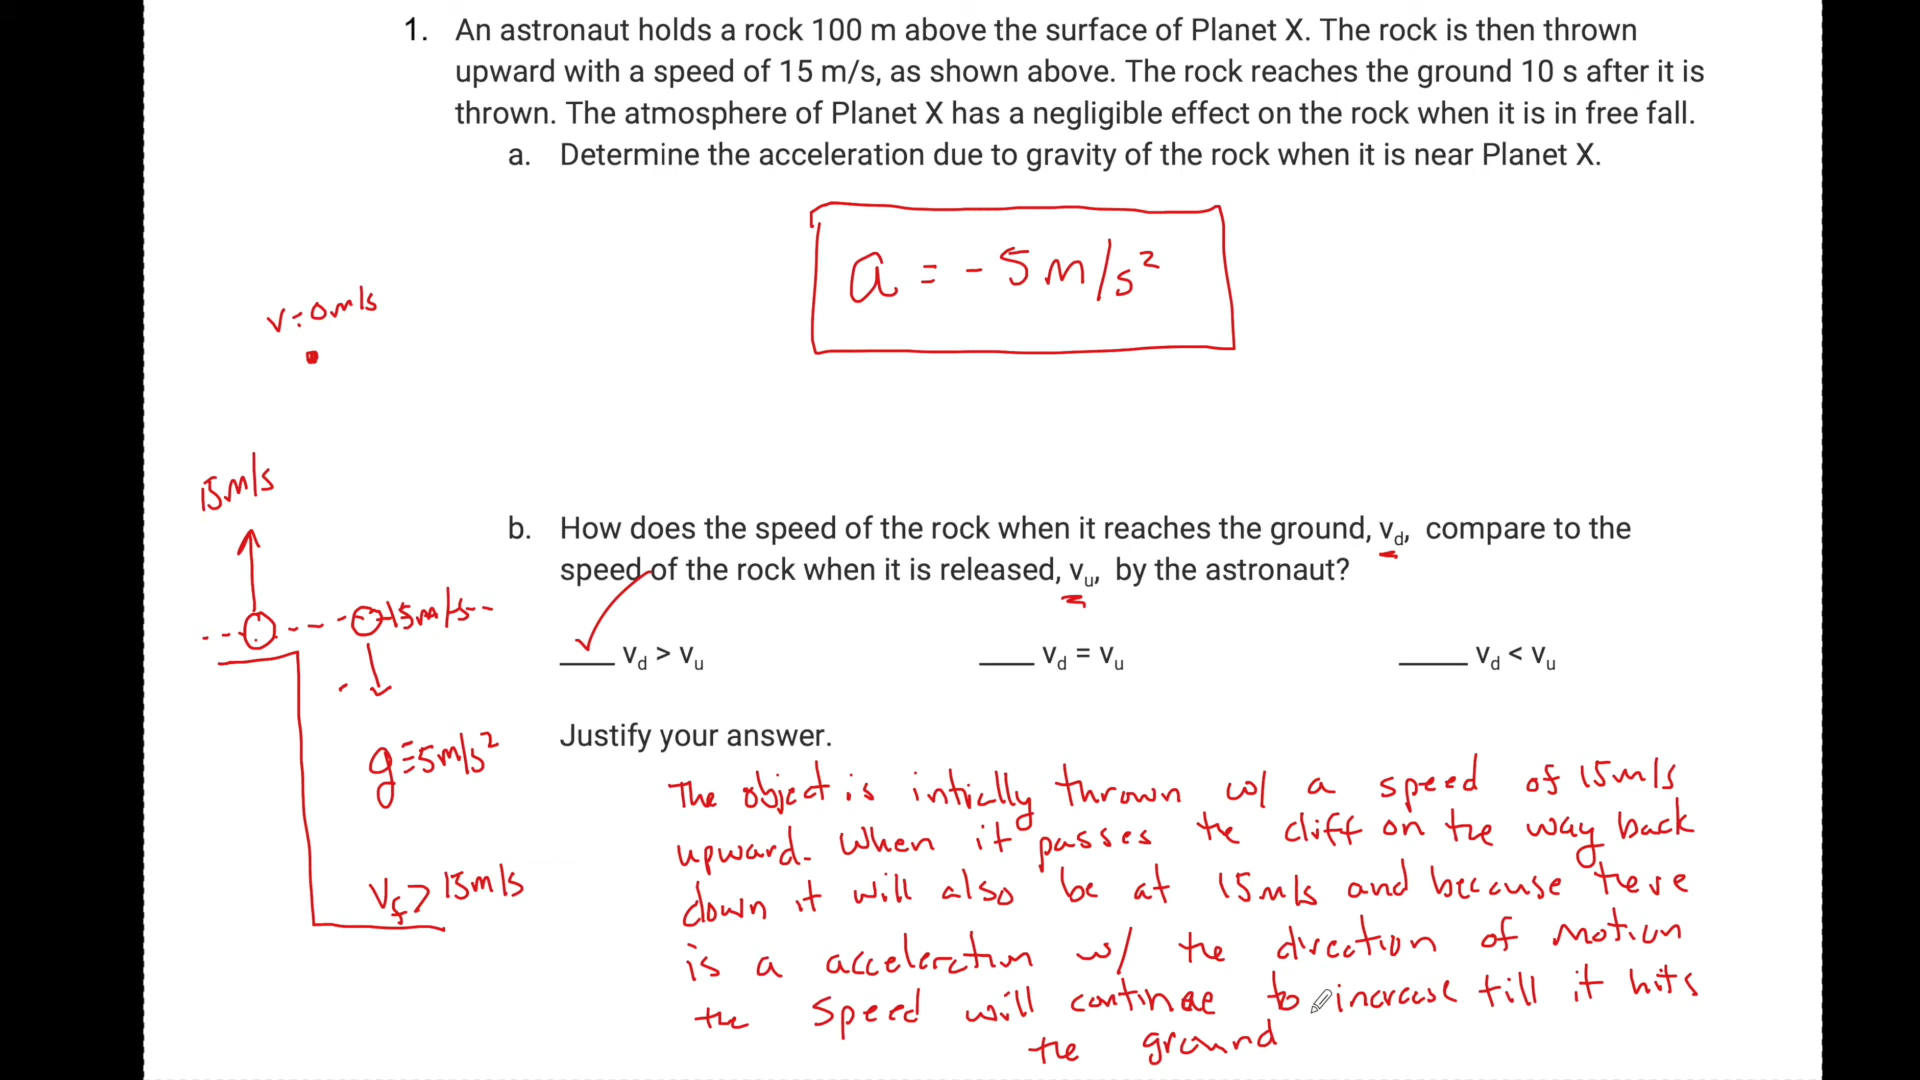 1. An astronaut holds a rock 100 m above the surface of Planet X. The rock is then thrown
upward with a speed of 15 m/s, as shown above. The rock reaches the ground 10 s after it is
thrown. The atmosphere of Planet X has a negligible effect on the rock when it is in free fall.
a. Determine the acceleration due to gravity of the rock when it is near Planet X.
a = -5 m/s²
v=0m/s
15m/s
-15m/s
g=5m/s²
vf > 15m/s
b. How does the speed of the rock when it reaches the ground, vd, compare to the
speed of the rock when it is released, vu, by the astronaut?
____ vd > vu ____ vd = vu ____ vd < vu
Justify your answer.
The object is intially thrown w/ a speed of 15m/s
upward. When it passes the cliff on the way back
down it will also be at 15m/s and because there
is a acceleration w/ the direction of motion
the speed will continue to increase till it hits
the ground